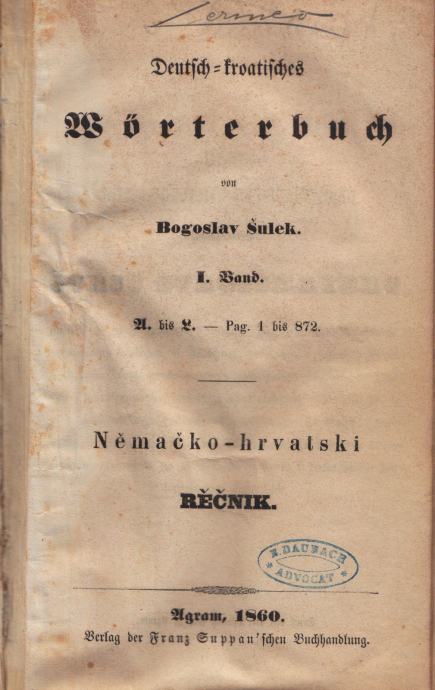 Deutsch-kroatisches
Wörterbuch
von
Bogoslav Šulek.
I. Band.
A. bis L. — Pag. 1 bis 872.
Němačko-hrvatski
RĚČNIK.
DAUBACH
ADVOCAT
Agram, 1860.
Verlag der Franz Suppan'schen Buchhandlung.